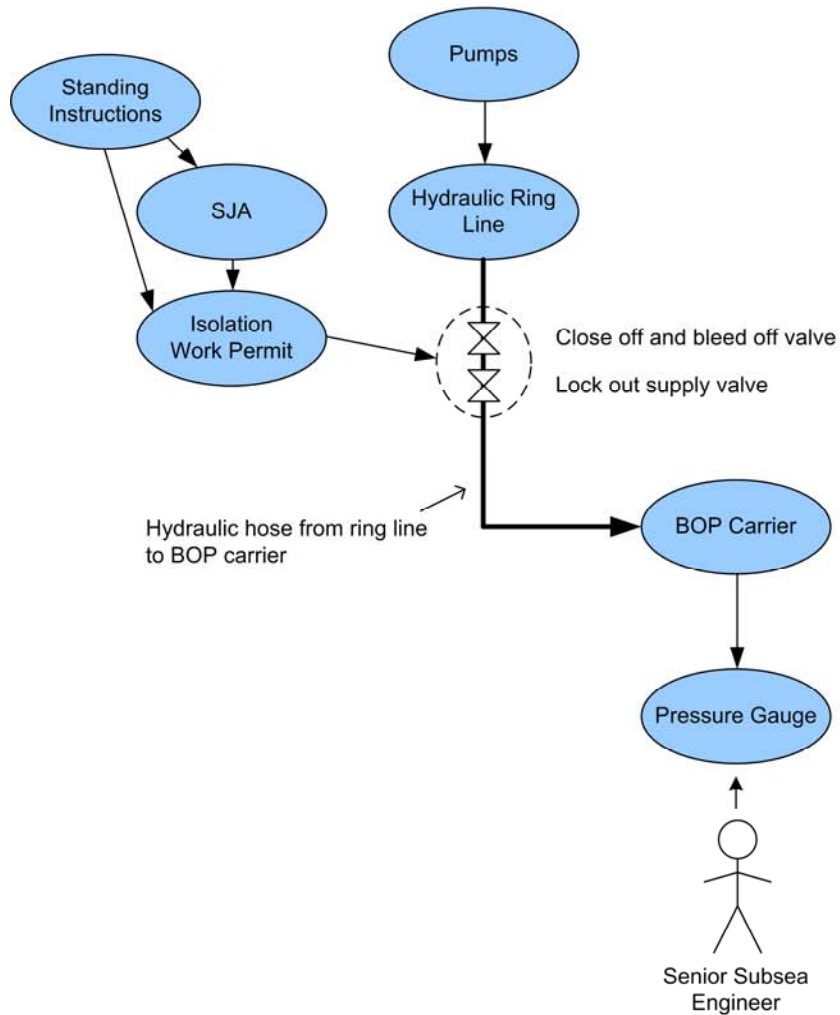 Pumps
Standing
Instructions
SJA
Hydraulic Ring
Line
Isolation
Work Permit
Close off and bleed off valve
Lock out supply valve
Hydraulic hose from ring line
to BOP carrier
BOP Carrier
Pressure Gauge
Senior Subsea
Engineer